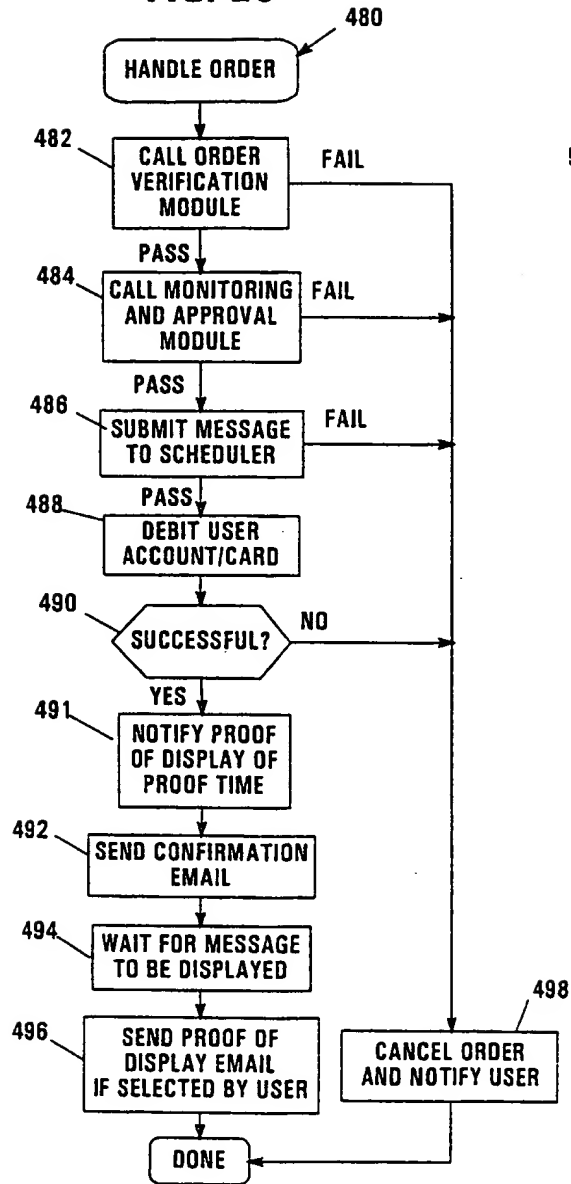 480
HANDLE ORDER
482
CALL ORDER
VERIFICATION
MODULE
FAIL
PASS
484
CALL MONITORING
AND APPROVAL
MODULE
FAIL
PASS
486
SUBMIT MESSAGE
TO SCHEDULER
FAIL
PASS
488
DEBIT USER
ACCOUNT/CARD
490
SUCCESSFUL?
NO
YES
491
NOTIFY PROOF
OF DISPLAY OF
PROOF TIME
492
SEND CONFIRMATION
EMAIL
494
WAIT FOR MESSAGE
TO BE DISPLAYED
496
SEND PROOF OF
DISPLAY EMAIL
IF SELECTED BY USER
498
CANCEL ORDER
AND NOTIFY USER
DONE